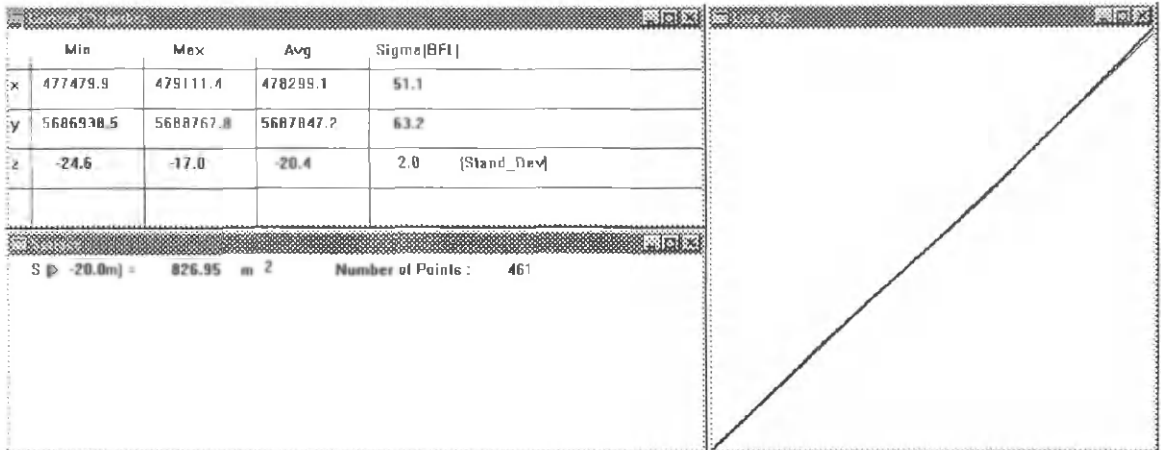 Min Max Avg Sigma(BFL)
x 477479.9 479111.4 478299.1 51.1
y 5686938.5 5688767.8 5687847.2 63.2
z -24.6 -17.0 -20.4 2.0 (Stand_Dev)
S (> -20.0m) = 826.95 m 2 Number of Points : 461